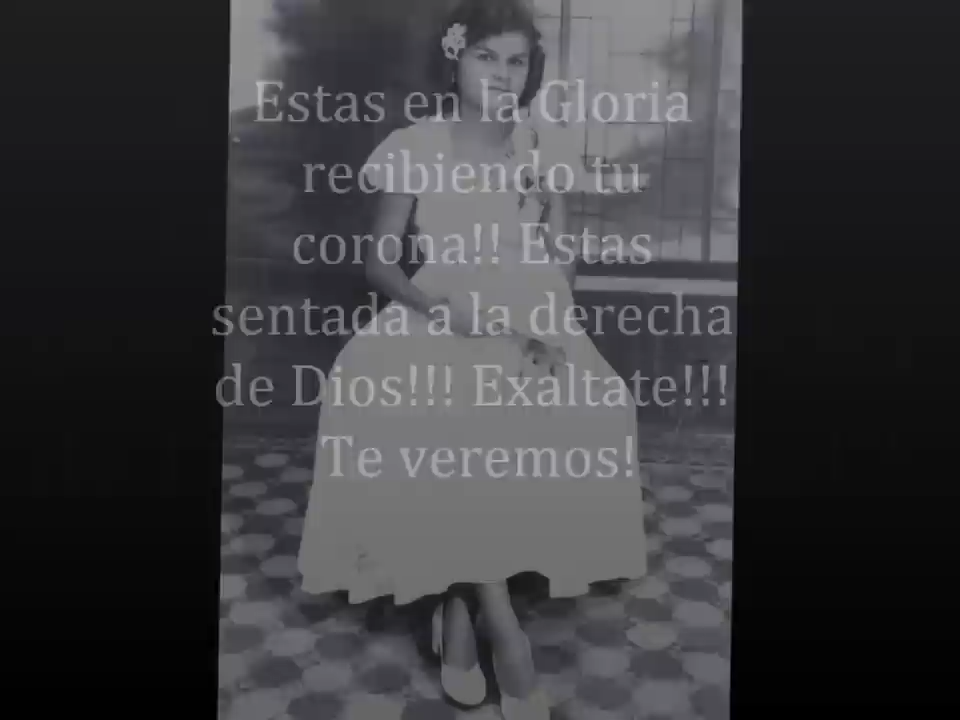 Estas en la Gloria
recibiendo tu
corona!! Estas
sentada a la derecha
de Dios!!! Exaltate!!!
Te veremos!